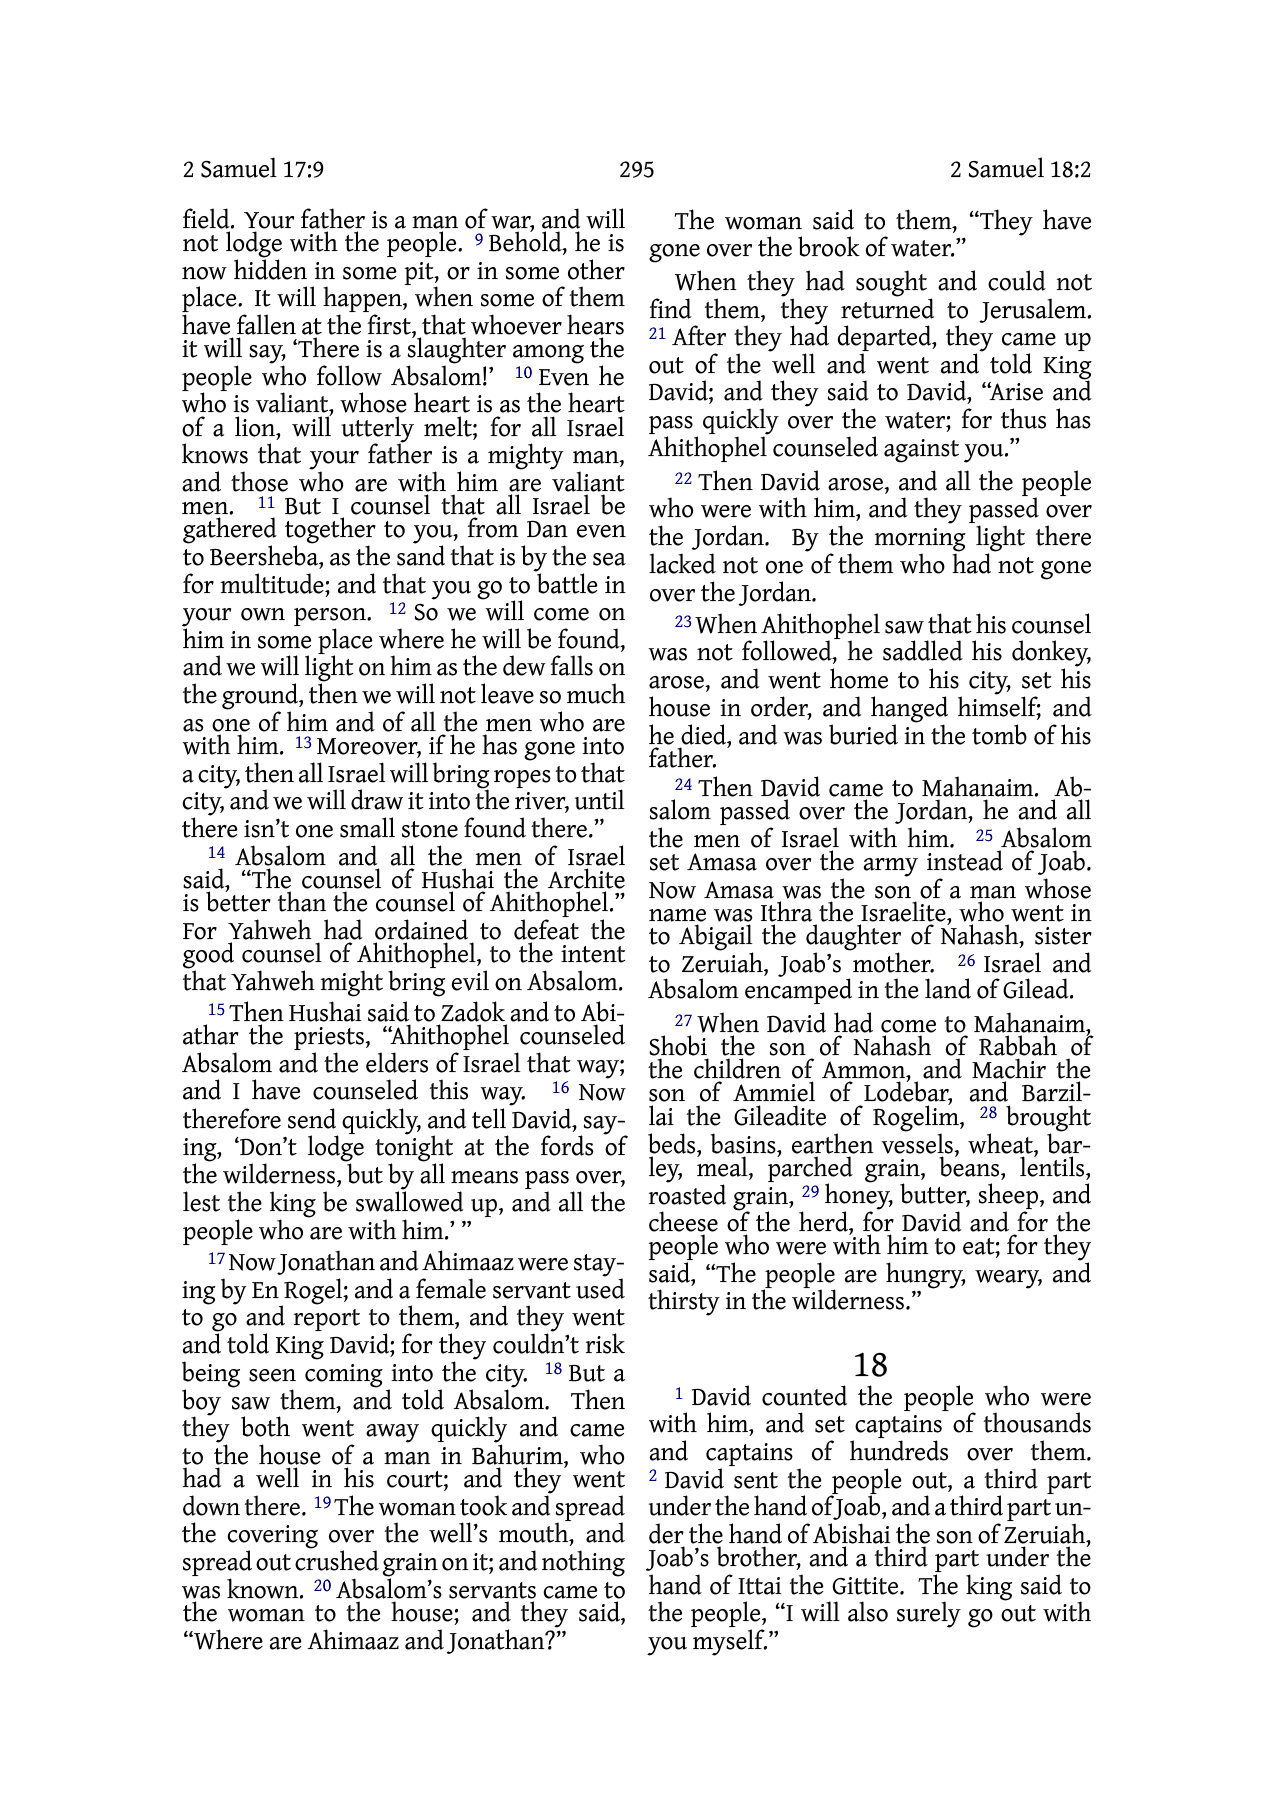 2 Samuel 17:9
295
2 Samuel 18:2
field. Your father is a man of war, and will
not lodge with the people. 9 Behold, he is
now hidden in some pit, or in some other
place. It will happen, when some of them
have fallen at the first, that whoever hears
it will say, ‘There is a slaughter among the
people who follow Absalom!’ 10 Even he
who is valiant, whose heart is as the heart
of a lion, will utterly melt; for all Israel
knows that your father is a mighty man,
and those who are with him are valiant
men. 11 But I counsel that all Israel be
gathered together to you, from Dan even
to Beersheba, as the sand that is by the sea
for multitude; and that you go to battle in
your own person. 12 So we will come on
him in some place where he will be found,
and we will light on him as the dew falls on
the ground, then we will not leave so much
as one of him and of all the men who are
with him. 13 Moreover, if he has gone into
a city, then all Israel will bring ropes to that
city, and we will draw it into the river, until
there isn’t one small stone found there.”
14 Absalom and all the men of Israel
said, “The counsel of Hushai the Archite
is better than the counsel of Ahithophel.”
For Yahweh had ordained to defeat the
good counsel of Ahithophel, to the intent
that Yahweh might bring evil on Absalom.
15 Then Hushai said to Zadok and to Abi-
athar the priests, “Ahithophel counseled
Absalom and the elders of Israel that way;
and I have counseled this way. 16 Now
therefore send quickly, and tell David, say-
ing, ‘Don’t lodge tonight at the fords of
the wilderness, but by all means pass over,
lest the king be swallowed up, and all the
people who are with him.’ ”
17 Now Jonathan and Ahimaaz were stay-
ing by En Rogel; and a female servant used
to go and report to them, and they went
and told King David; for they couldn’t risk
being seen coming into the city. 18 But a
boy saw them, and told Absalom. Then
they both went away quickly and came
to the house of a man in Bahurim, who
had a well in his court; and they went
down there. 19 The woman took and spread
the covering over the well’s mouth, and
spread out crushed grain on it; and nothing
was known. 20 Absalom’s servants came to
the woman to the house; and they said,
“Where are Ahimaaz and Jonathan?”
The woman said to them, “They have
gone over the brook of water.”
When they had sought and could not
find them, they returned to Jerusalem.
21 After they had departed, they came up
out of the well and went and told King
David; and they said to David, “Arise and
pass quickly over the water; for thus has
Ahithophel counseled against you.”
22 Then David arose, and all the people
who were with him, and they passed over
the Jordan. By the morning light there
lacked not one of them who had not gone
over the Jordan.
23 When Ahithophel saw that his counsel
was not followed, he saddled his donkey,
arose, and went home to his city, set his
house in order, and hanged himself; and
he died, and was buried in the tomb of his
father.
24 Then David came to Mahanaim. Ab-
salom passed over the Jordan, he and all
the men of Israel with him. 25 Absalom
set Amasa over the army instead of Joab.
Now Amasa was the son of a man whose
name was Ithra the Israelite, who went in
to Abigail the daughter of Nahash, sister
to Zeruiah, Joab’s mother. 26 Israel and
Absalom encamped in the land of Gilead.
27 When David had come to Mahanaim,
Shobi the son of Nahash of Rabbah of
the children of Ammon, and Machir the
son of Ammiel of Lodebar, and Barzil-
lai the Gileadite of Rogelim, 28 brought
beds, basins, earthen vessels, wheat, bar-
ley, meal, parched grain, beans, lentils,
roasted grain, 29 honey, butter, sheep, and
cheese of the herd, for David and for the
people who were with him to eat; for they
said, “The people are hungry, weary, and
thirsty in the wilderness.”
18
1 David counted the people who were
with him, and set captains of thousands
and captains of hundreds over them.
2 David sent the people out, a third part
under the hand of Joab, and a third part un-
der the hand of Abishai the son of Zeruiah,
Joab’s brother, and a third part under the
hand of Ittai the Gittite. The king said to
the people, “I will also surely go out with
you myself.”